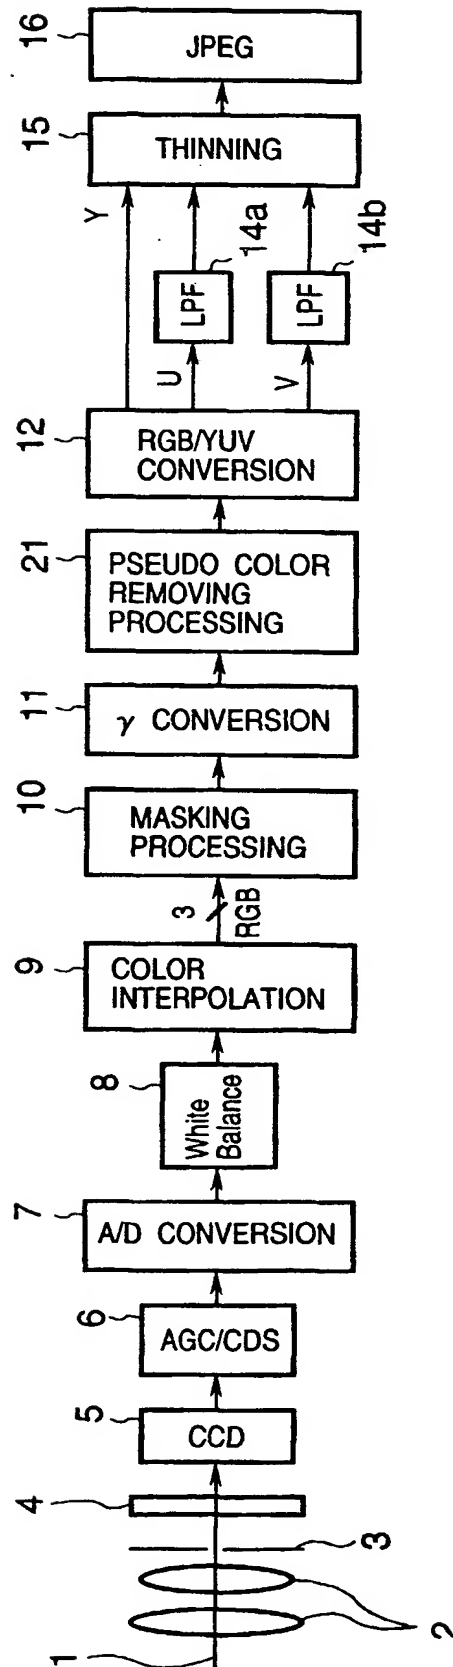 1
2
3
4
5
CCD
6
AGC/CDS
7
A/D CONVERSION
8
White
Balance
9
COLOR
INTERPOLATION
3
RGB
10
MASKING
PROCESSING
11
γ CONVERSION
21
PSEUDO COLOR
REMOVING
PROCESSING
12
RGB/YUV
CONVERSION
Y
U
LPF
14a
V
LPF
14b
15
THINNING
16
JPEG